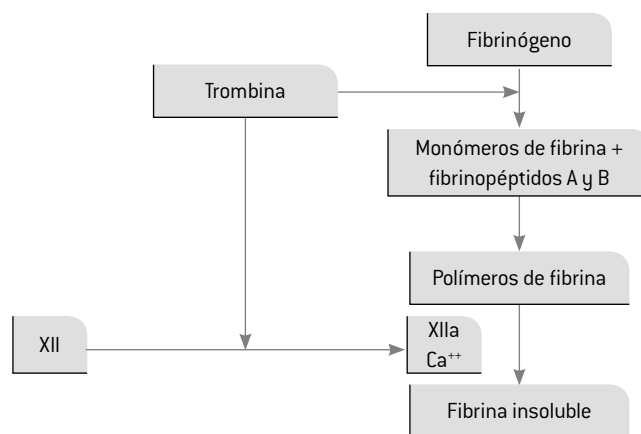 Fibrinógeno
Trombina
Monómeros de fibrina +
fibrinopéptidos A y B
Polímeros de fibrina
XII
XIIa
Ca⁺⁺
Fibrina insoluble